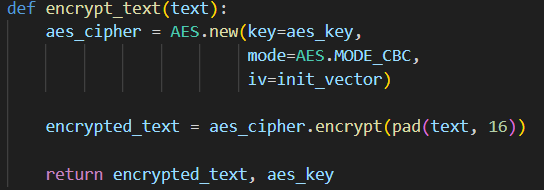 def encrypt_text(text):
    aes_cipher = AES.new(key=aes_key,
                         mode=AES.MODE_CBC,
                         iv=init_vector)

    encrypted_text = aes_cipher.encrypt(pad(text, 16))

    return encrypted_text, aes_key